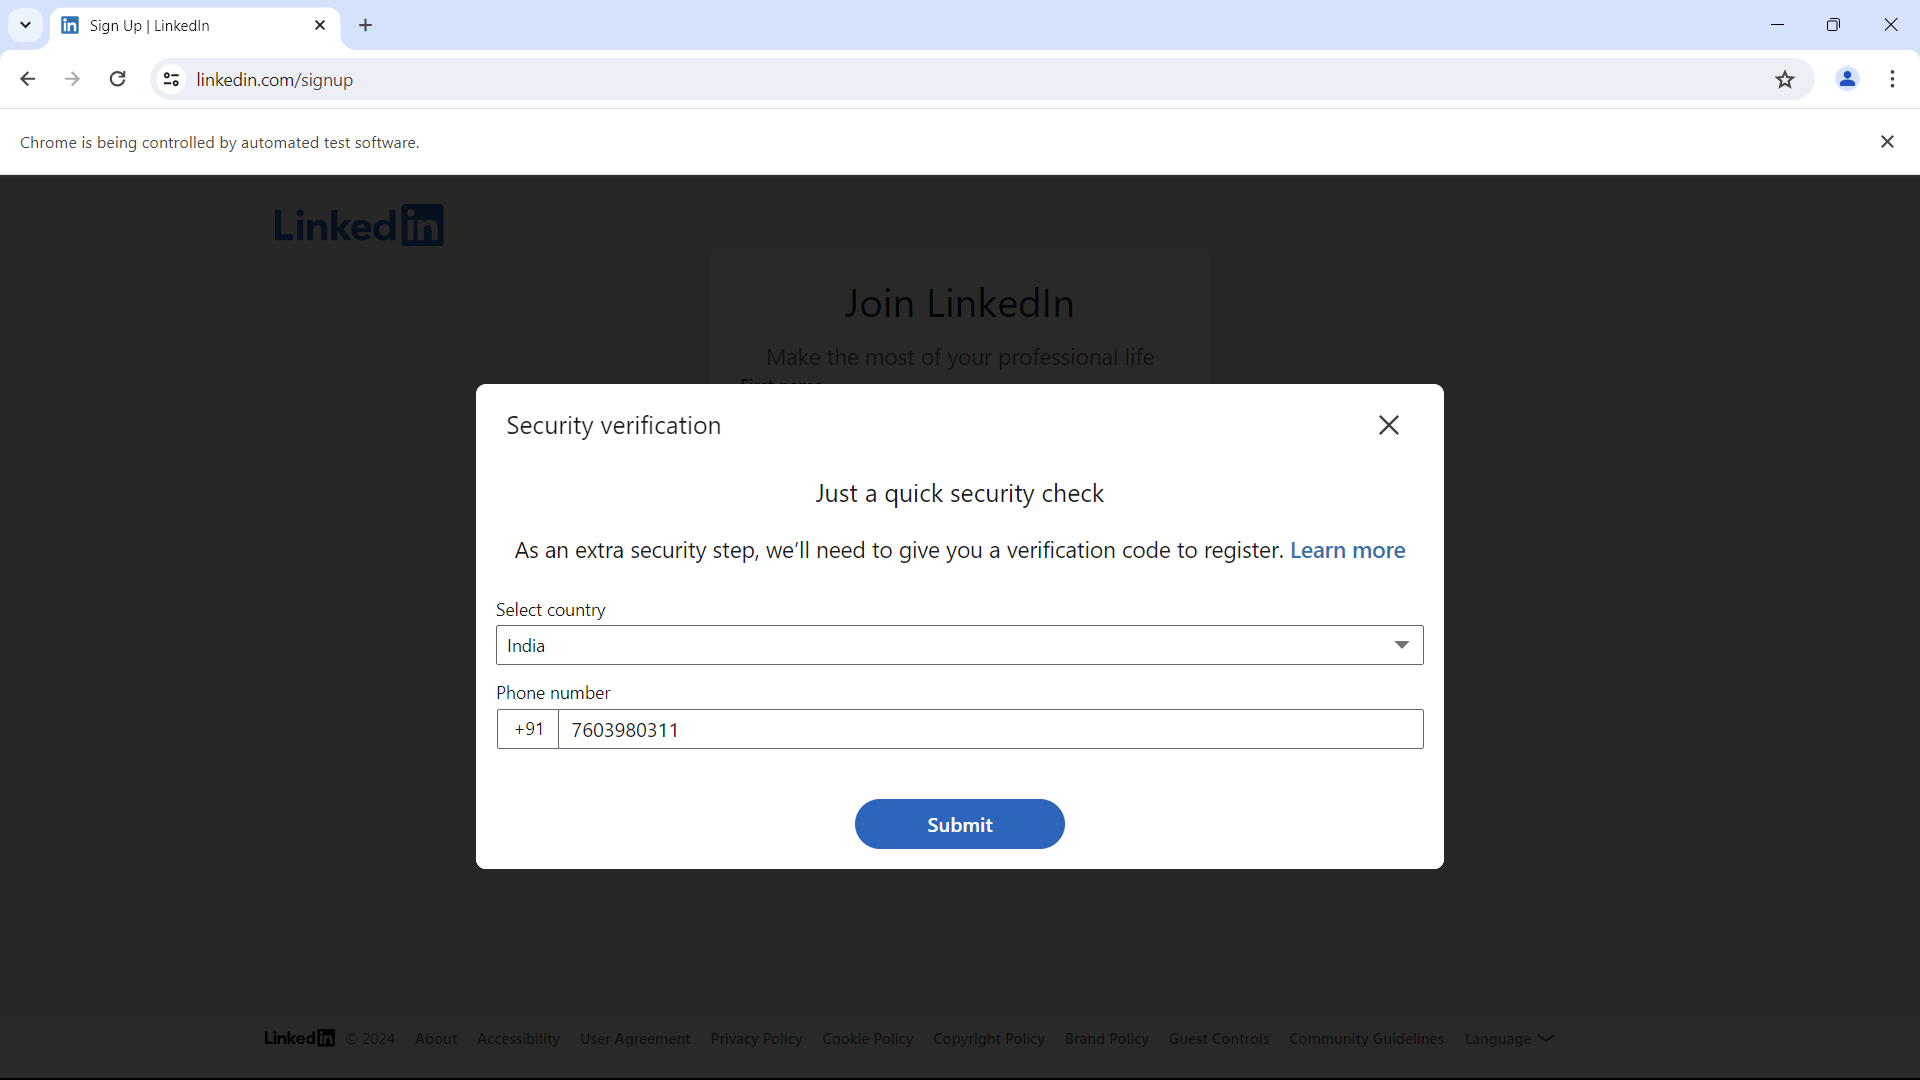 Sign Up | LinkedIn
linkedin.com/signup
Chrome is being controlled by automated test software.
LinkedIn
Join LinkedIn
Make the most of your professional life
First name
Security verification
Just a quick security check
As an extra security step, we’ll need to give you a verification code to register. Learn more
Select country
India
Phone number
+91 7603980311
Submit
LinkedIn © 2024 About Accessibility User Agreement Privacy Policy Cookie Policy Copyright Policy Brand Policy Guest Controls Community Guidelines Language